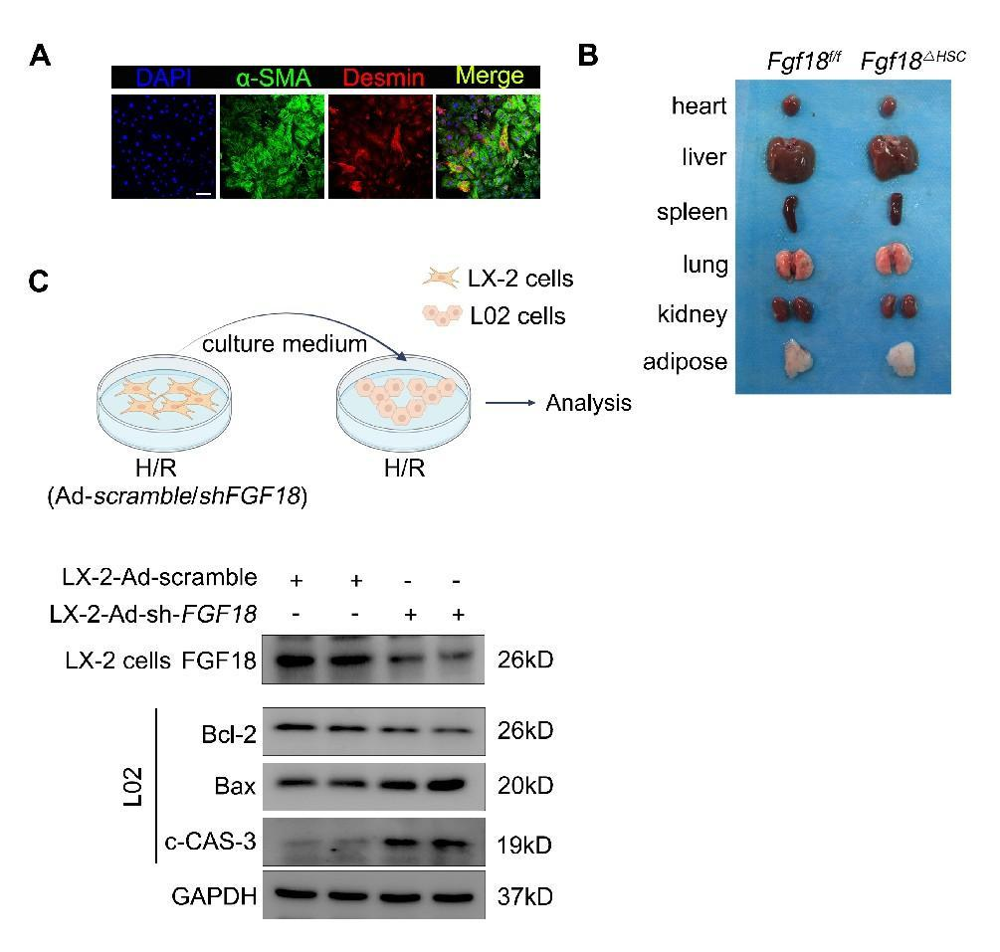 A
DAPI α-SMA Desmin Merge
B
Fgf18f/f Fgf18△HSC
heart
liver
spleen
lung
kidney
adipose
C
LX-2 cells
L02 cells
culture medium
Analysis
H/R
(Ad-scramble/shFGF18)
H/R
LX-2-Ad-scramble + + - -
LX-2-Ad-sh-FGF18 - - + +
LX-2 cells FGF18 26kD
L02
Bcl-2 26kD
Bax 20kD
c-CAS-3 19kD
GAPDH 37kD